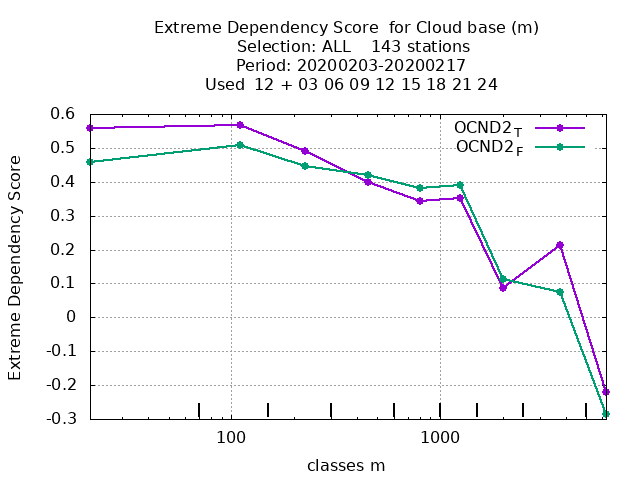 Extreme Dependency Score  for Cloud base (m)
Selection: ALL    143 stations
Period: 20200203-20200217
Used  12 + 03 06 09 12 15 18 21 24
OCND2_T
OCND2_F
Extreme Dependency Score
0.6
0.5
0.4
0.3
0.2
0.1
0
-0.1
-0.2
-0.3
100
1000
classes m